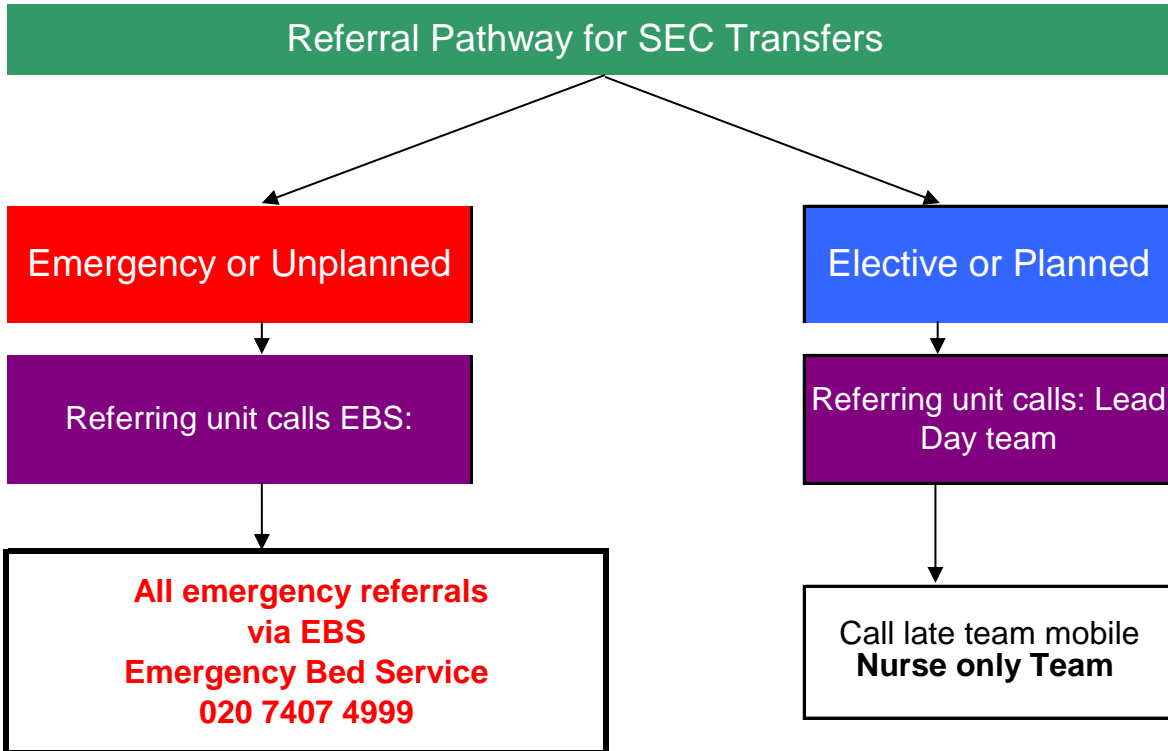 Referral Pathway for SEC Transfers
Emergency or Unplanned
Elective or Planned
Referring unit calls EBS:
Referring unit calls: Lead
Day team
All emergency referrals
via EBS
Emergency Bed Service
020 7407 4999
Call late team mobile
Nurse only Team